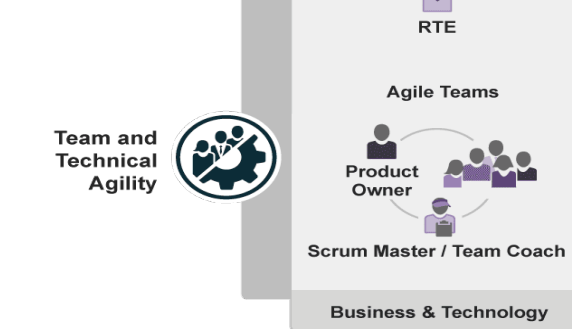 RTE
Agile Teams
Team and
Technical
Agility
Product
Owner
Scrum Master / Team Coach
Business & Technology